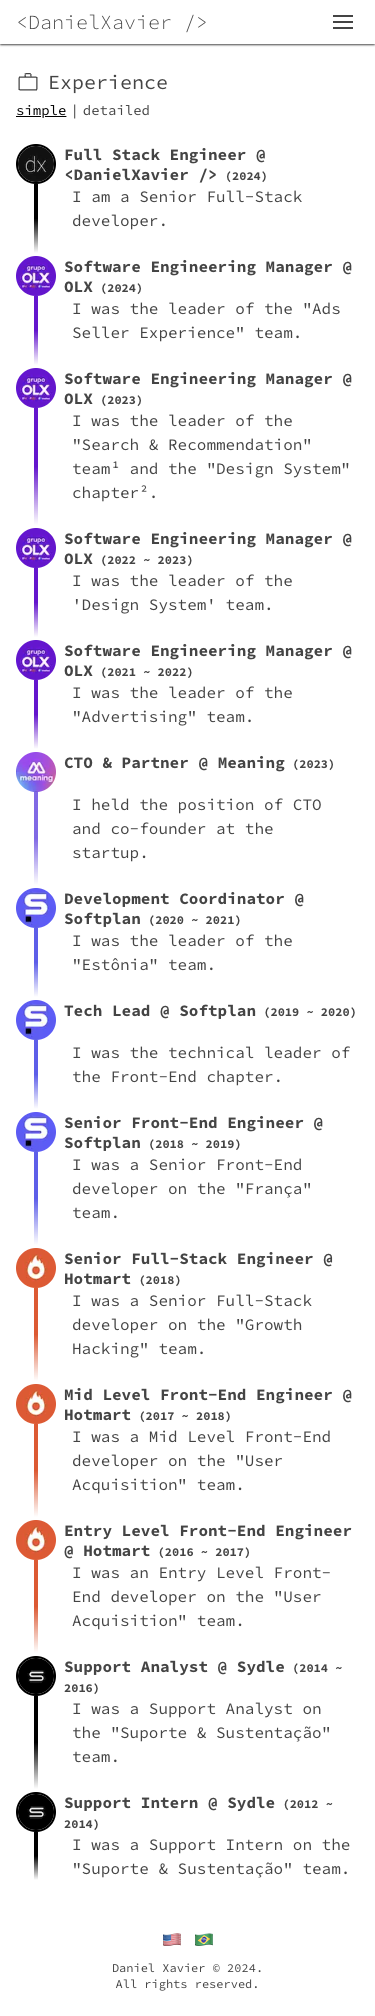 <DanielXavier />
Experience
simple | detailed
dx
Full Stack Engineer @
<DanielXavier /> (2024)
I am a Senior Full-Stack
developer.
grupo
OLX
Software Engineering Manager @
OLX (2024)
I was the leader of the "Ads
Seller Experience" team.
grupo
OLX
Software Engineering Manager @
OLX (2023)
I was the leader of the
"Search & Recommendation"
team¹ and the "Design System"
chapter².
grupo
OLX
Software Engineering Manager @
OLX (2022 ~ 2023)
I was the leader of the
'Design System' team.
grupo
OLX
Software Engineering Manager @
OLX (2021 ~ 2022)
I was the leader of the
"Advertising" team.
meaning
CTO & Partner @ Meaning (2023)
I held the position of CTO
and co-founder at the
startup.
Development Coordinator @
Softplan (2020 ~ 2021)
I was the leader of the
"Estônia" team.
Tech Lead @ Softplan (2019 ~ 2020)
I was the technical leader of
the Front-End chapter.
Senior Front-End Engineer @
Softplan (2018 ~ 2019)
I was a Senior Front-End
developer on the "França"
team.
Senior Full-Stack Engineer @
Hotmart (2018)
I was a Senior Full-Stack
developer on the "Growth
Hacking" team.
Mid Level Front-End Engineer @
Hotmart (2017 ~ 2018)
I was a Mid Level Front-End
developer on the "User
Acquisition" team.
Entry Level Front-End Engineer
@ Hotmart (2016 ~ 2017)
I was an Entry Level Front-
End developer on the "User
Acquisition" team.
Support Analyst @ Sydle (2014 ~
2016)
I was a Support Analyst on
the "Suporte & Sustentação"
team.
Support Intern @ Sydle (2012 ~
2014)
I was a Support Intern on the
"Suporte & Sustentação" team.
Daniel Xavier © 2024.
All rights reserved.